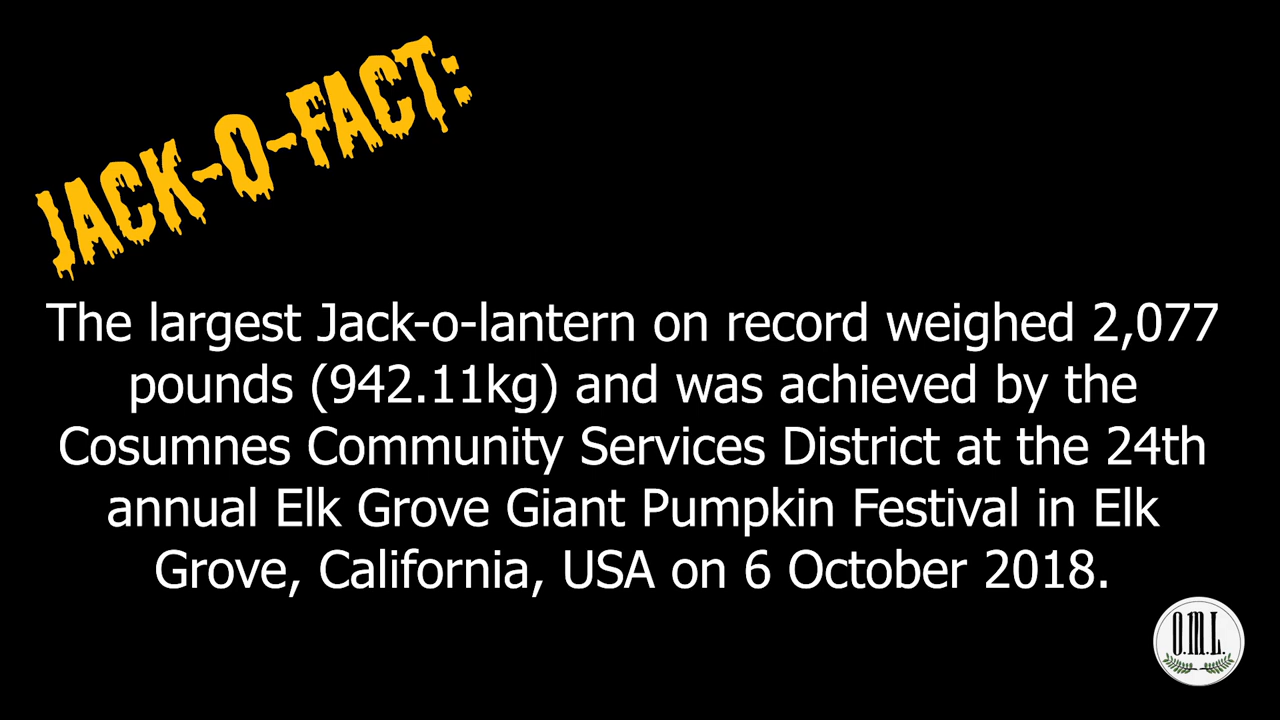 JACK-O-FACT:
The largest Jack-o-lantern on record weighed 2,077
pounds (942.11kg) and was achieved by the
Cosumnes Community Services District at the 24th
annual Elk Grove Giant Pumpkin Festival in Elk
Grove, California, USA on 6 October 2018.
O.M.L.